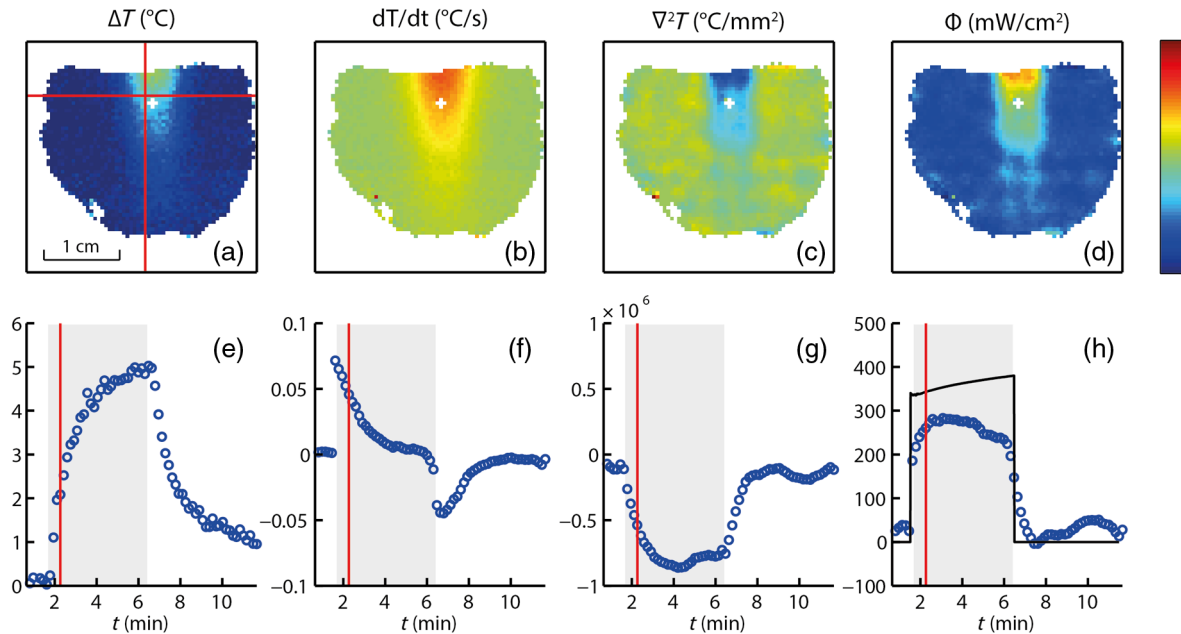 ΔT (°C)
dT/dt (°C/s)
∇²T (°C/mm²)
Φ (mW/cm²)
1 cm
(a)
(b)
(c)
(d)
6
5
4
3
2
1
0
2
4
6
8
10
t (min)
(e)
0.1
0.05
0
−0.05
−0.1
2
4
6
8
10
t (min)
(f)
1 × 10⁶
0.5
0
−0.5
−1
2
4
6
8
10
t (min)
(g)
500
400
300
200
100
0
−100
2
4
6
8
10
t (min)
(h)